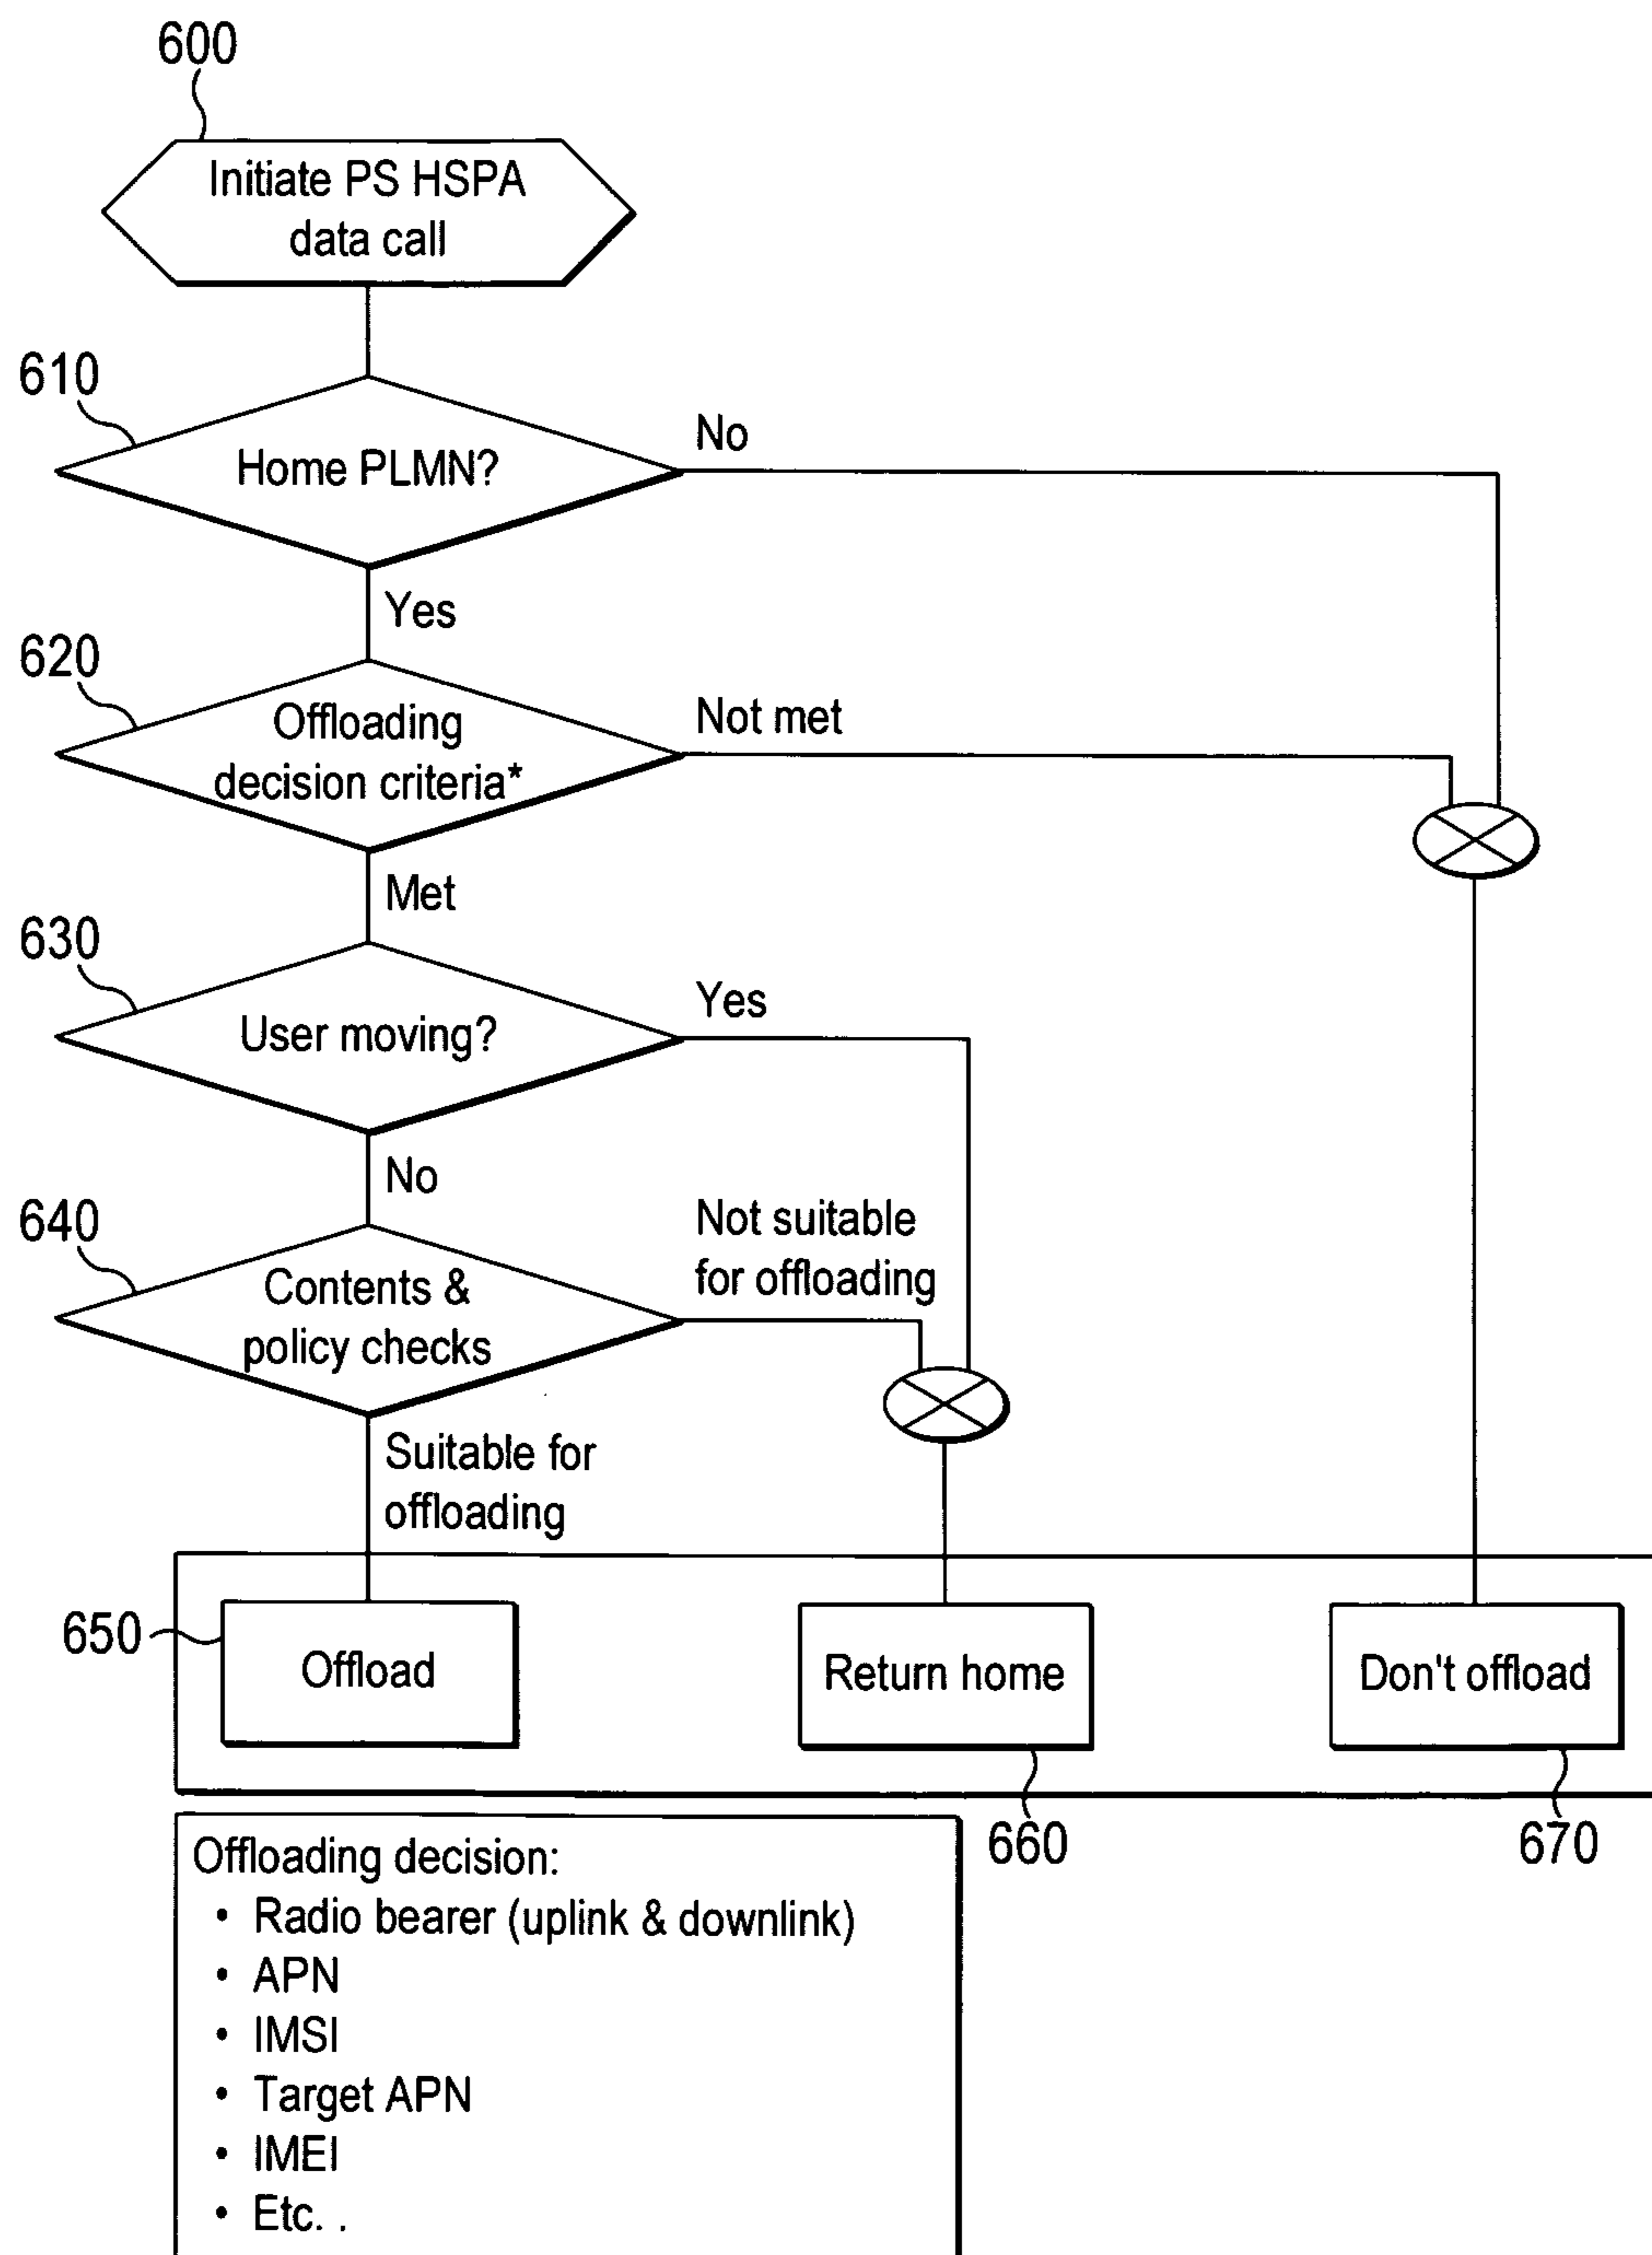 600
Initiate PS HSPA
data call
610
Home PLMN?
No
Yes
620
Offloading
decision criteria*
Not met
Met
630
User moving?
Yes
No
640
Contents &
policy checks
Not suitable
for offloading
Suitable for
offloading
650
Offload
Return home
Don't offload
660
670
Offloading decision:
• Radio bearer (uplink & downlink)
• APN
• IMSI
• Target APN
• IMEI
• Etc. .